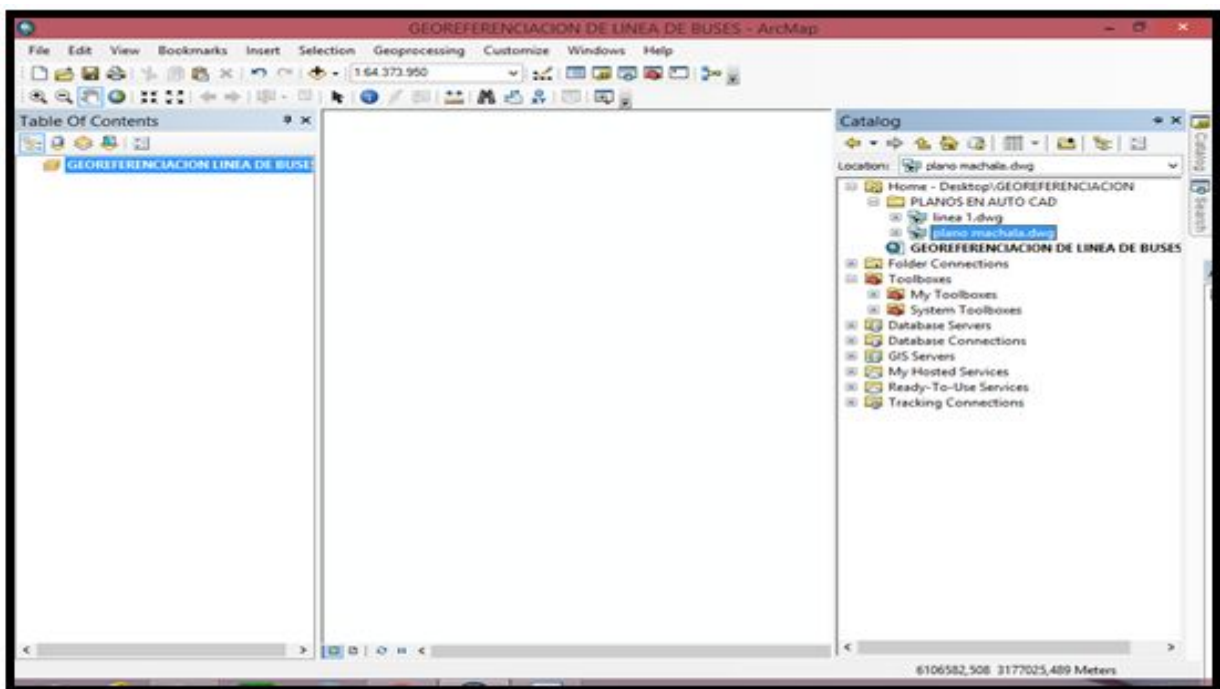 GEOREFERENCIACION DE LINEA DE BUSES - ArcMap
File Edit View Bookmarks Insert Selection Geoprocessing Customize Windows Help
1:64.373.950
Table Of Contents
GEOREFERENCIACION LINEA DE BUSES
Catalog
Location: plano machala.dwg
Home - Desktop\GEOREFERENCIACION
PLANOS EN AUTO CAD
linea 1.dwg
plano machala.dwg
GEOREFERENCIACION DE LINEA DE BUSES
Folder Connections
Toolboxes
My Toolboxes
System Toolboxes
Database Servers
Database Connections
GIS Servers
My Hosted Services
Ready-To-Use Services
Tracking Connections
Catalog
Search
6106582,508 3177025,489 Meters